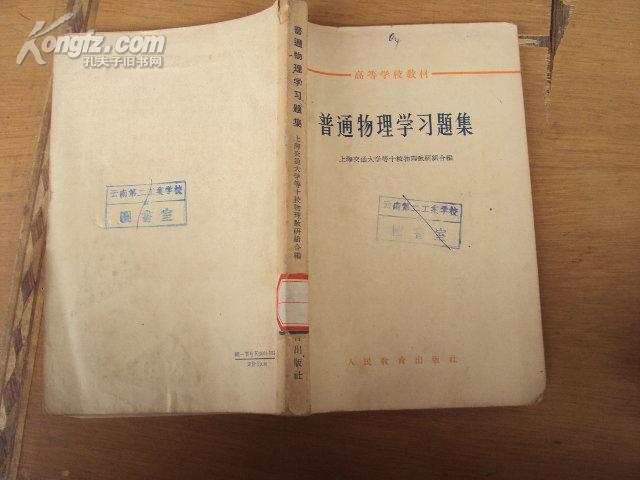 Kongfz.com
孔夫子旧书网
高等学校教材
普通物理学习题集
上海交通大学等十校物理教研组合编
云南第二工业学校
图书室
人民教育出版社
普通物理学习题集
上海交通大学等十校物理教研组合编
育出版社
云南第二工业学校
圖書室